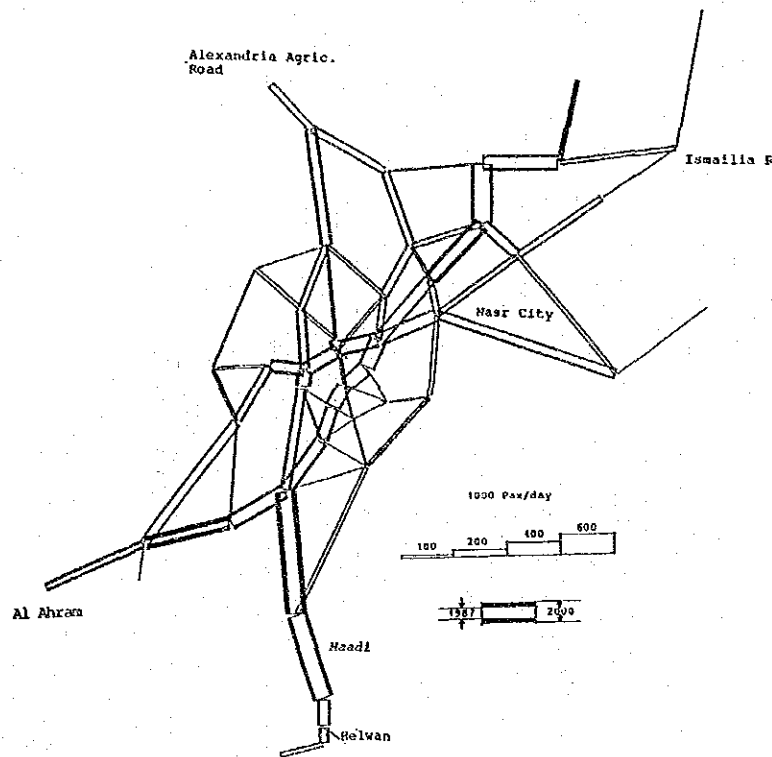 Alexandria Agric.
Road
Ismailia R
Nasr City
1000 Pax/day
100 200 400 600
1987 2000
Al Ahram
Maadi
Helwan